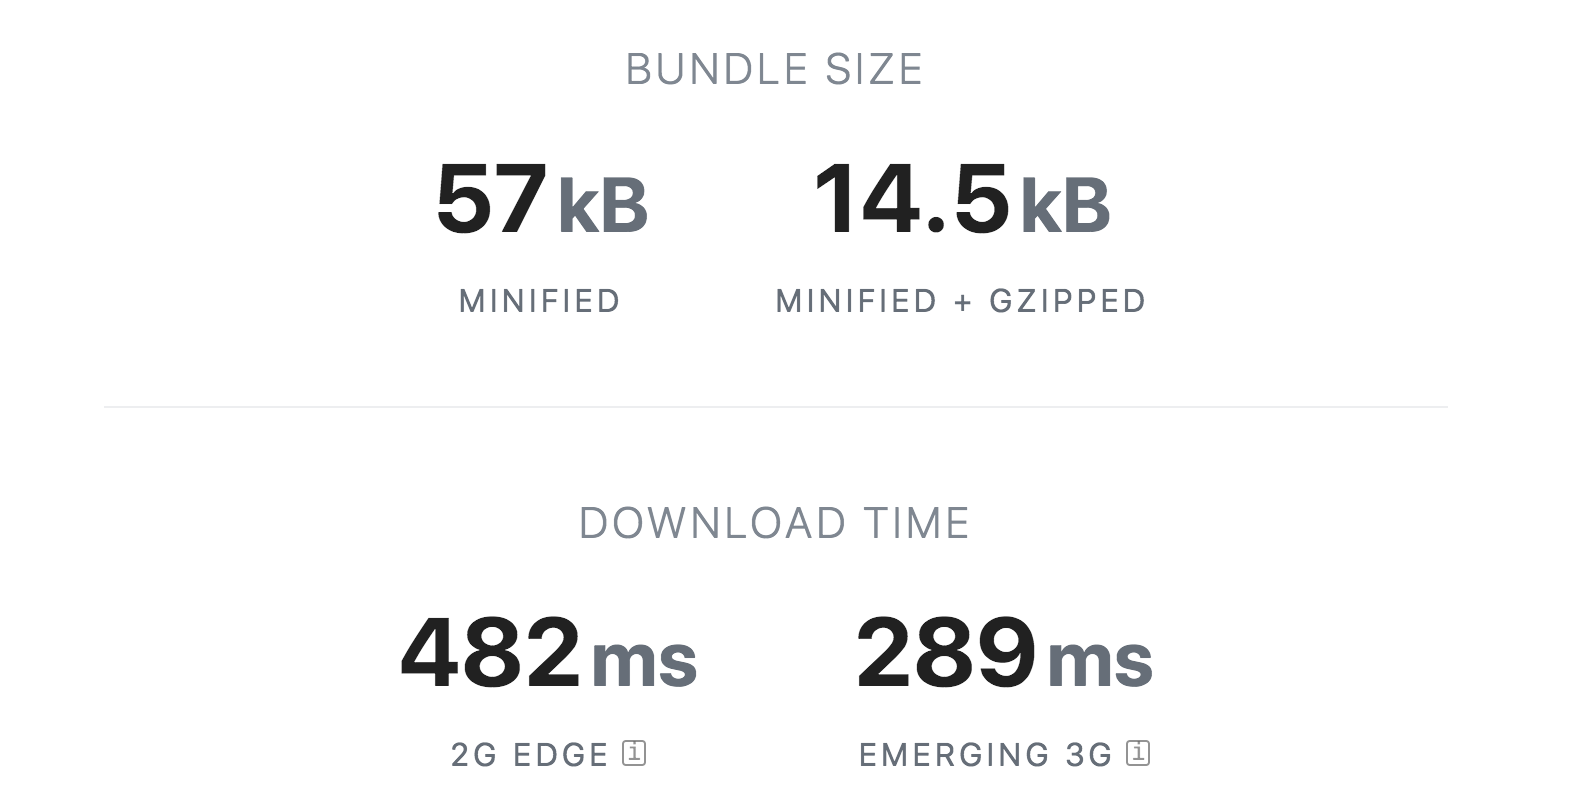 BUNDLE SIZE
57 kB 14.5 kB
MINIFIED MINIFIED + GZIPPED
DOWNLOAD TIME
482 ms 289 ms
2G EDGE i EMERGING 3G i